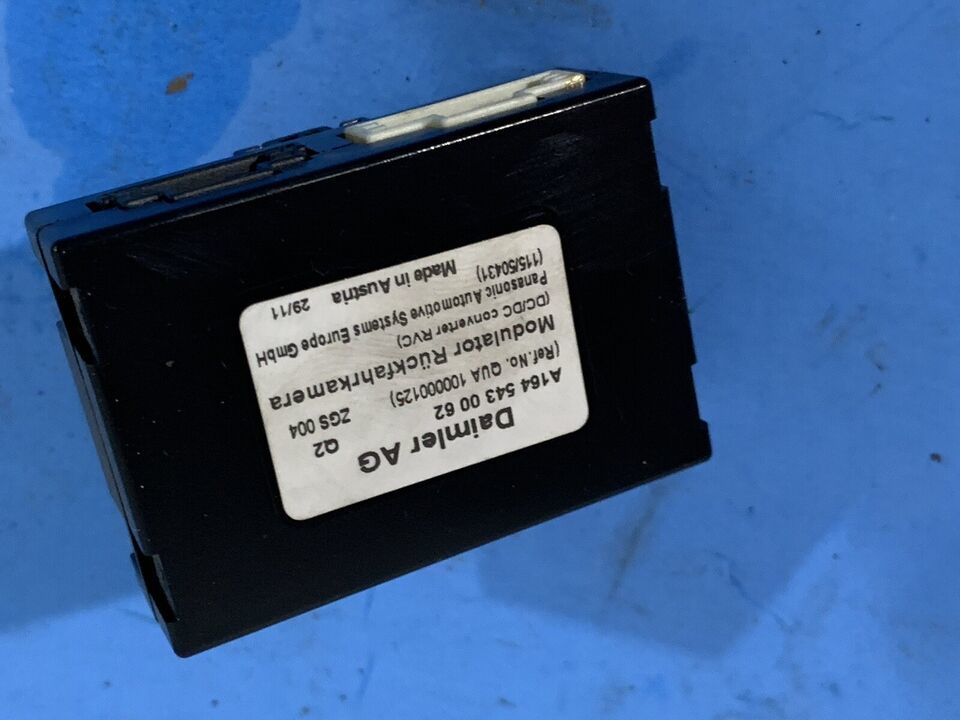 Daimler AG
A164 543 00 62 Q2
(Ref.No. QUA 100000125) ZGS 004
Modulator Rückfahrkamera
(DC/DC converter RVC)
Panasonic Automotive Systems Europe GmbH
(115/50431) Made in Austria 29/11